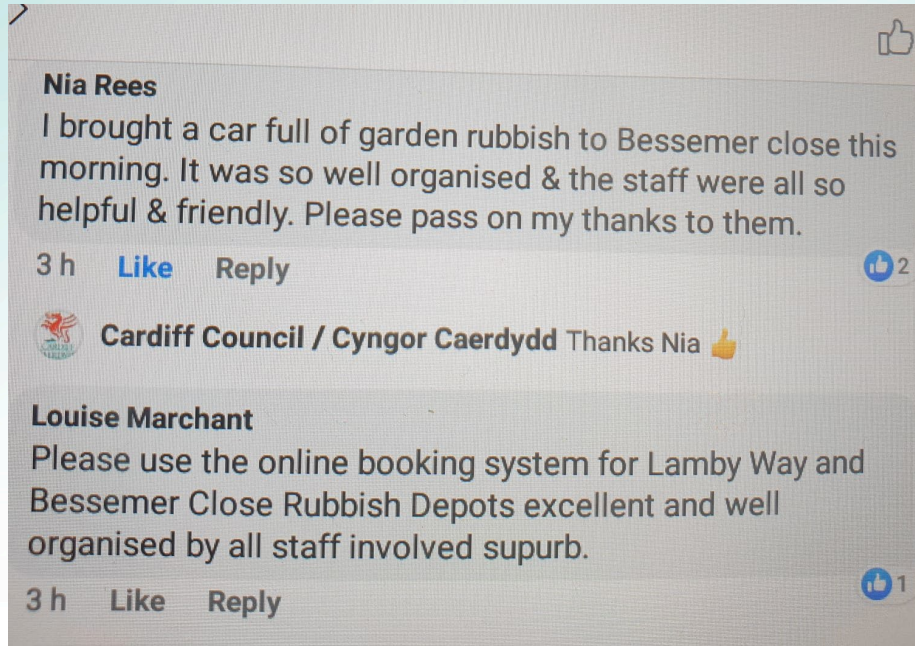 Nia Rees
I brought a car full of garden rubbish to Bessemer close this
morning. It was so well organised & the staff were all so
helpful & friendly. Please pass on my thanks to them.
3 h Like Reply 2
Cardiff Council / Cyngor Caerdydd Thanks Nia 👍
Louise Marchant
Please use the online booking system for Lamby Way and
Bessemer Close Rubbish Depots excellent and well
organised by all staff involved supurb.
3 h Like Reply 1